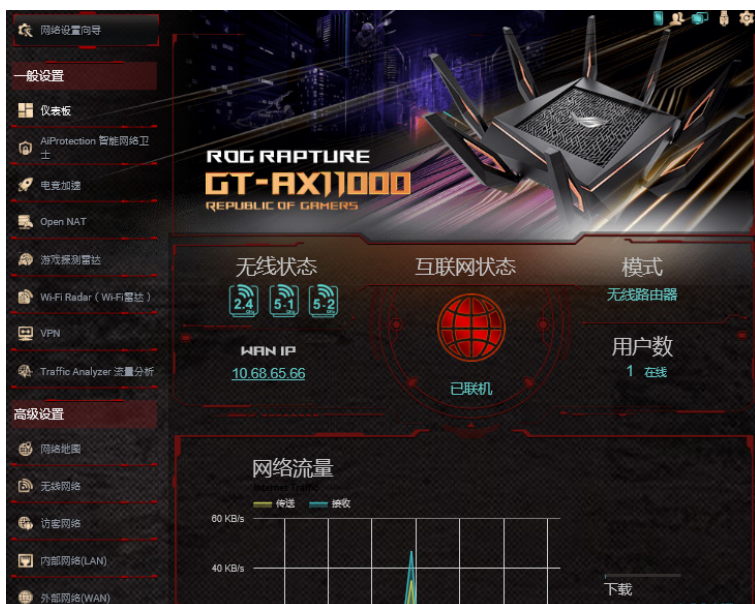 网络设置向导
一般设置
仪表板
AiProtection 智能网络卫
士
电竞加速
Open NAT
游戏探测雷达
Wi-Fi Radar ( Wi-Fi雷达 )
VPN
Traffic Analyzer 流量分析
高级设置
网络地图
无线网络
访客网络
内部网络(LAN)
外部网络(WAN)
ROG RAPTURE
GT-AX11000
REPUBLIC OF GAMERS
无线状态
2.4 GHz
5-1 GHz
5-2 GHz
WAN IP
10.68.65.66
互联网状态
已联机
模式
无线路由器
用户数
1 在线
网络流量
Internet Traffic
传送 接收
60 KB/s
40 KB/s
下载